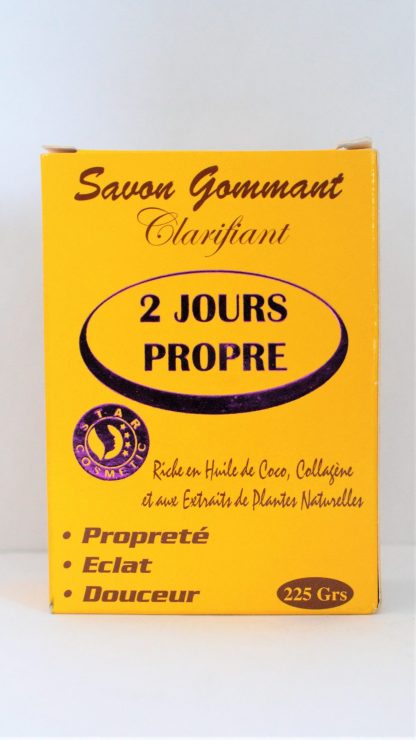 Savon Gommant
Clarifiant
2 JOURS
PROPRE
STAR
COSMETIC
Riche en Huile de Coco, Collagène
et aux Extraits de Plantes Naturelles
• Propreté
• Eclat
• Douceur
225 Grs